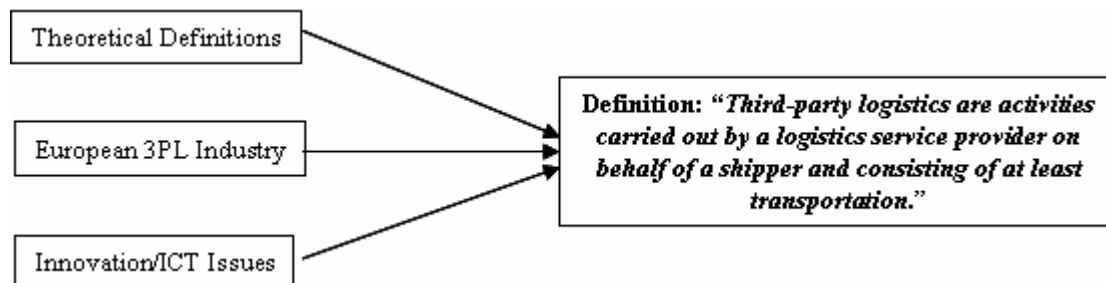 Theoretical Definitions
European 3PL Industry
Innovation/ICT Issues
Definition: “Third-party logistics are activities
carried out by a logistics service provider on
behalf of a shipper and consisting of at least
transportation.”